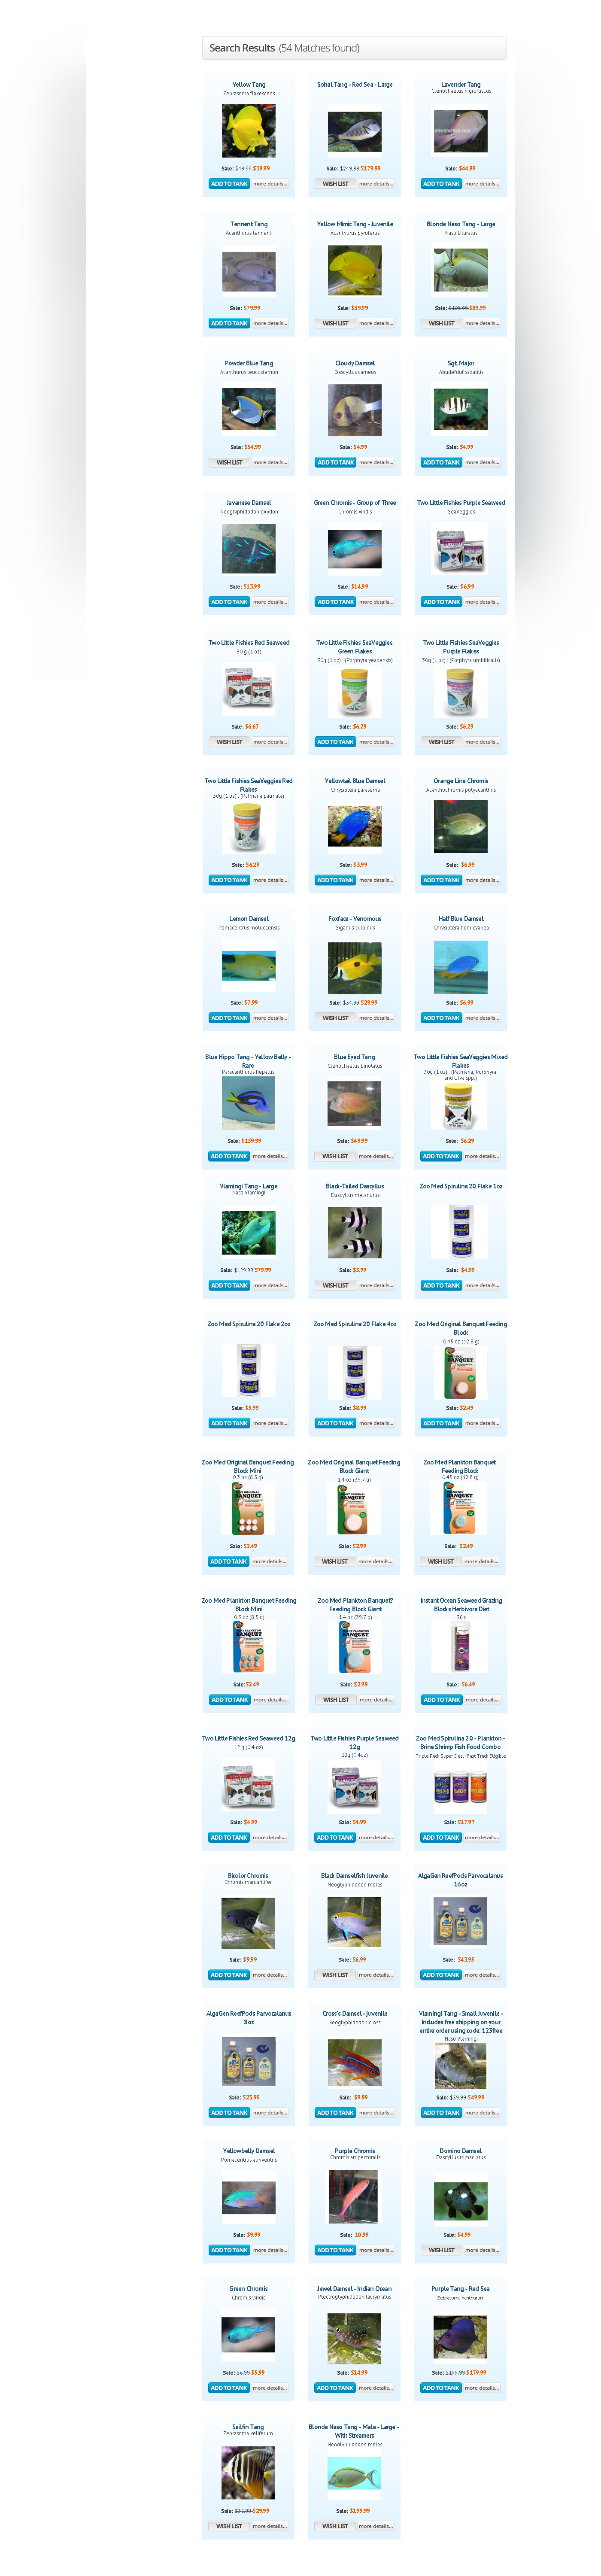 Search Results (54 Matches found)
Yellow Tang
Zebrasoma flavescens
Sale: $49.99 $39.99
ADD TO TANK more details...
Sohal Tang - Red Sea - Large
Sale: $249.99 $179.99
WISH LIST more details...
Lavender Tang
Ctenochaetus nigrofuscus
Sale: $44.99
ADD TO TANK more details...
Tennent Tang
Acanthurus tennenti
Sale: $79.99
ADD TO TANK more details...
Yellow Mimic Tang - Juvenile
Acanthurus pyroferus
Sale: $39.99
WISH LIST more details...
Blonde Naso Tang - Large
Naso Lituratus
Sale: $109.99 $89.99
WISH LIST more details...
Powder Blue Tang
Acanthurus leucosternon
Sale: $54.99
WISH LIST more details...
Cloudy Damsel
Dascyllus carneus
Sale: $4.99
ADD TO TANK more details...
Sgt. Major
Abudefduf saxatilis
Sale: $4.99
ADD TO TANK more details...
Javanese Damsel
Neoglyphidodon oxyodon
Sale: $13.99
ADD TO TANK more details...
Green Chromis - Group of Three
Chromis viridis
Sale: $14.99
ADD TO TANK more details...
Two Little Fishies Purple Seaweed
SeaVeggies
Sale: $6.99
ADD TO TANK more details...
Two Little Fishies Red Seaweed
30 g (1 oz)
Sale: $6.67
WISH LIST more details...
Two Little Fishies SeaVeggies
Green Flakes
30g (1 oz) : (Porphyra yezoensis)
Sale: $6.29
ADD TO TANK more details...
Two Little Fishies SeaVeggies
Purple Flakes
30g (1 oz) : (Porphyra umbilicalis)
Sale: $6.29
WISH LIST more details...
Two Little Fishies SeaVeggies Red
Flakes
30g (1 oz) : (Palmaria palmata)
Sale: $6.29
ADD TO TANK more details...
Yellowtail Blue Damsel
Chrysiptera parasema
Sale: $3.99
ADD TO TANK more details...
Orange Line Chromis
Acanthochromis polyacanthus
Sale: $6.99
ADD TO TANK more details...
Lemon Damsel
Pomacentrus moluccensis
Sale: $7.99
ADD TO TANK more details...
Foxface - Venomous
Siganus vulpinus
Sale: $34.99 $29.99
WISH LIST more details...
Half Blue Damsel
Chrysiptera hemicyanea
Sale: $6.99
ADD TO TANK more details...
Blue Hippo Tang - Yellow Belly -
Rare
Paracanthurus hepatus
Sale: $139.99
ADD TO TANK more details...
Blue Eyed Tang
Ctenochaetus binotatus
Sale: $49.99
WISH LIST more details...
Two Little Fishies SeaVeggies Mixed
Flakes
30g (1 oz) : (Palmaria, Porphyra,
and Ulva spp.)
Sale: $6.29
ADD TO TANK more details...
Vlamingi Tang - Large
Naso Vlamingi
Sale: $129.99 $79.99
ADD TO TANK more details...
Black-Tailed Dascyllus
Dascyllus melanurus
Sale: $3.99
WISH LIST more details...
Zoo Med Spirulina 20 Flake 1oz
Sale: $4.99
ADD TO TANK more details...
Zoo Med Spirulina 20 Flake 2oz
Sale: $5.99
ADD TO TANK more details...
Zoo Med Spirulina 20 Flake 4oz
Sale: $8.99
ADD TO TANK more details...
Zoo Med Original Banquet Feeding
Block
0.45 oz (12.8 g)
BANQUET
Sale: $2.49
ADD TO TANK more details...
Zoo Med Original Banquet Feeding
Block Mini
0.3 oz (8.5 g)
BANQUET
Sale: $2.49
ADD TO TANK more details...
Zoo Med Original Banquet Feeding
Block Giant
1.4 oz (39.7 g)
BANQUET
Sale: $2.99
WISH LIST more details...
Zoo Med Plankton Banquet
Feeding Block
0.45 oz (12.8 g)
BANQUET
Sale: $2.49
WISH LIST more details...
Zoo Med Plankton Banquet Feeding
Block Mini
0.3 oz (8.5 g)
BANQUET
Sale:$2.49
ADD TO TANK more details...
Zoo Med Plankton Banquet?
Feeding Block Giant
1.4 oz (39.7 g)
BANQUET
Sale: $2.99
WISH LIST more details...
Instant Ocean Seaweed Grazing
Blocks Herbivore Diet
36 g
Sale: $6.49
ADD TO TANK more details...
Two Little Fishies Red Seaweed 12g
12 g (0.4 oz)
Sale: $4.99
ADD TO TANK more details...
Two Little Fishies Purple Seaweed
12g
12g (0.4oz)
Sale: $4.99
ADD TO TANK more details...
Zoo Med Spirulina 20 - Plankton -
Brine Shrimp Fish Food Combo
Triple Pack Super Deal! Fast Track Eligible
Sale: $17.97
ADD TO TANK more details...
Bicolor Chromis
Chromis margaritifer
Sale: $9.99
ADD TO TANK more details...
Black Damselfish Juvenile
Neoglyphidodon melas
Sale: $6.99
WISH LIST more details...
AlgaGen ReefPods Parvocalanus
16oz
Sale: $43.95
ADD TO TANK more details...
AlgaGen ReefPods Parvocalanus
8oz
Sale: $25.95
ADD TO TANK more details...
Cross's Damsel - juvenile
Neoglyphidodon crossi
Sale: $9.99
ADD TO TANK more details...
Vlamingi Tang - Small Juvenile -
Includes free shipping on your
entire order using code: 123free
Naso Vlamingi
Sale: $59.99 $49.99
ADD TO TANK more details...
Yellowbelly Damsel
Pomacentrus auriventris
Sale: $9.99
ADD TO TANK more details...
Purple Chromis
Chromis atripectoralis
Sale: 10.99
ADD TO TANK more details...
Domino Damsel
Dascyllus trimaclatus
Sale: $4.99
WISH LIST more details...
Green Chromis
Chromis viridis
Sale: $6.99 $5.99
ADD TO TANK more details...
Jewel Damsel - Indian Ocean
Plectroglyphidodon lacrymatus
Sale: $14.99
ADD TO TANK more details...
Purple Tang - Red Sea
Zebrasoma xanthurum
Sale: $199.99 $179.99
ADD TO TANK more details...
Sailfin Tang
Zebrasoma veliferum
Sale: $34.99 $29.99
WISH LIST more details...
Blonde Naso Tang - Male - Large -
With Streamers
Neoglyphidodon melas
Sale: $199.99
WISH LIST more details...